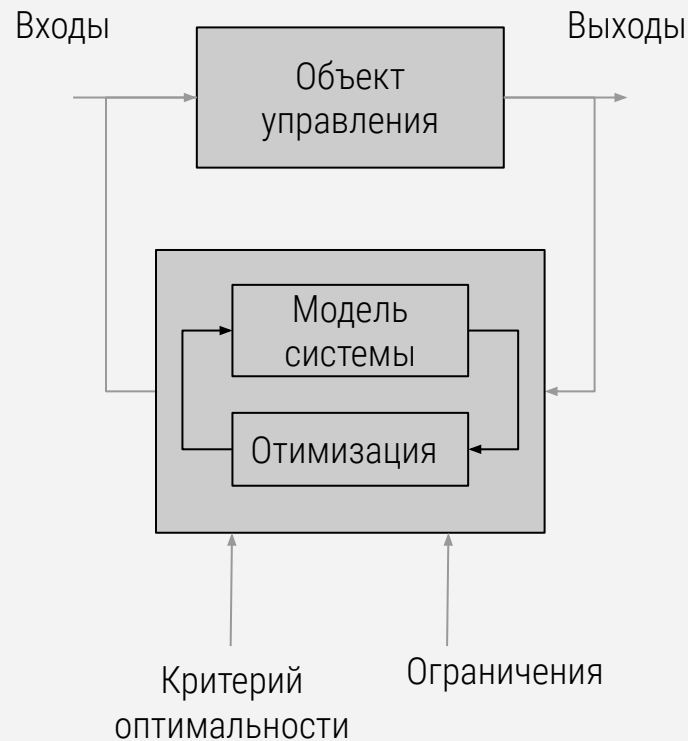 Входы
Выходы
Объект
управления
Модель
системы
Отимизация
Критерий
оптимальности
Ограничения